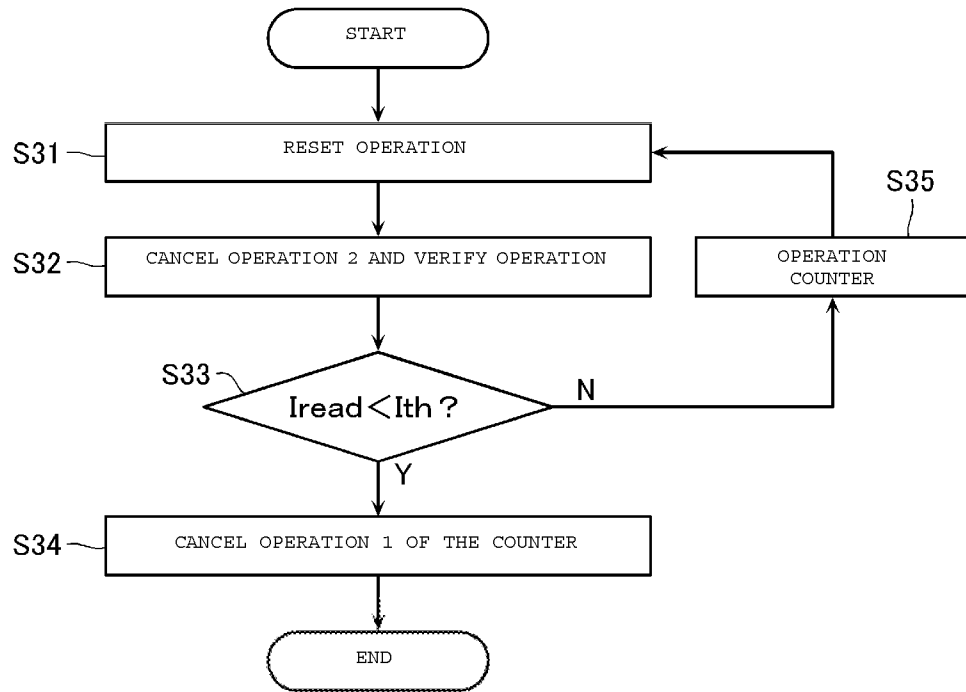 START
S31
RESET OPERATION
S35
S32
CANCEL OPERATION 2 AND VERIFY OPERATION
OPERATION
COUNTER
S33
Iread<Ith?
N
Y
S34
CANCEL OPERATION 1 OF THE COUNTER
END